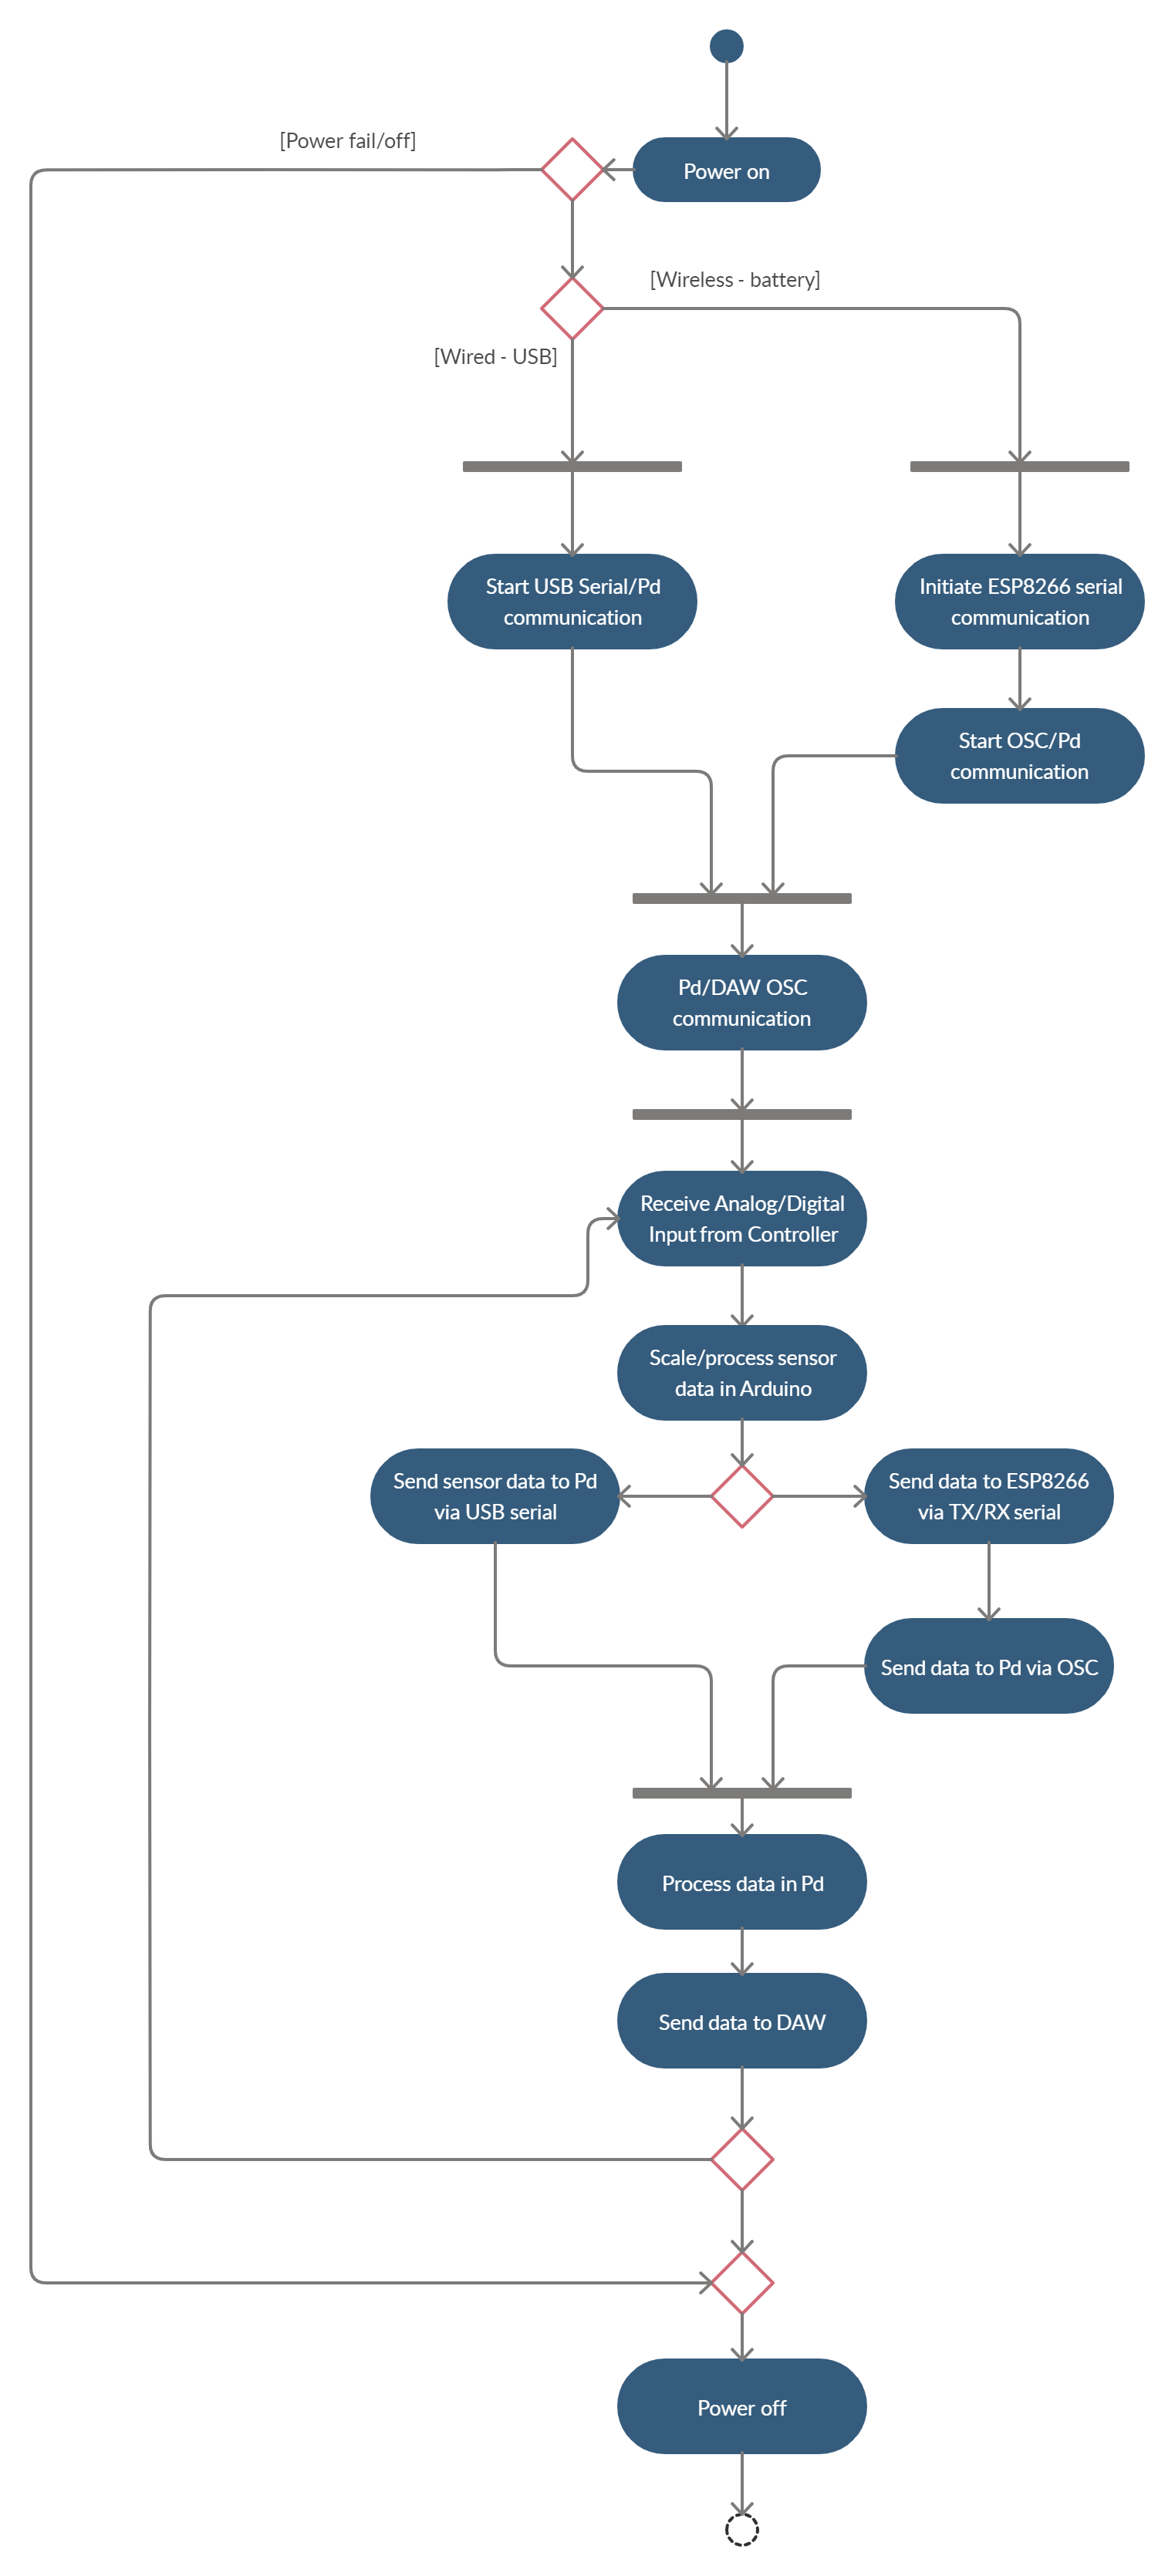 [Power fail/off]
Power on
[Wireless - battery]
[Wired - USB]
Start USB Serial/Pd
communication
Initiate ESP8266 serial
communication
Start OSC/Pd
communication
Pd/DAW OSC
communication
Receive Analog/Digital
Input from Controller
Scale/process sensor
data in Arduino
Send sensor data to Pd
via USB serial
Send data to ESP8266
via TX/RX serial
Send data to Pd via OSC
Process data in Pd
Send data to DAW
Power off